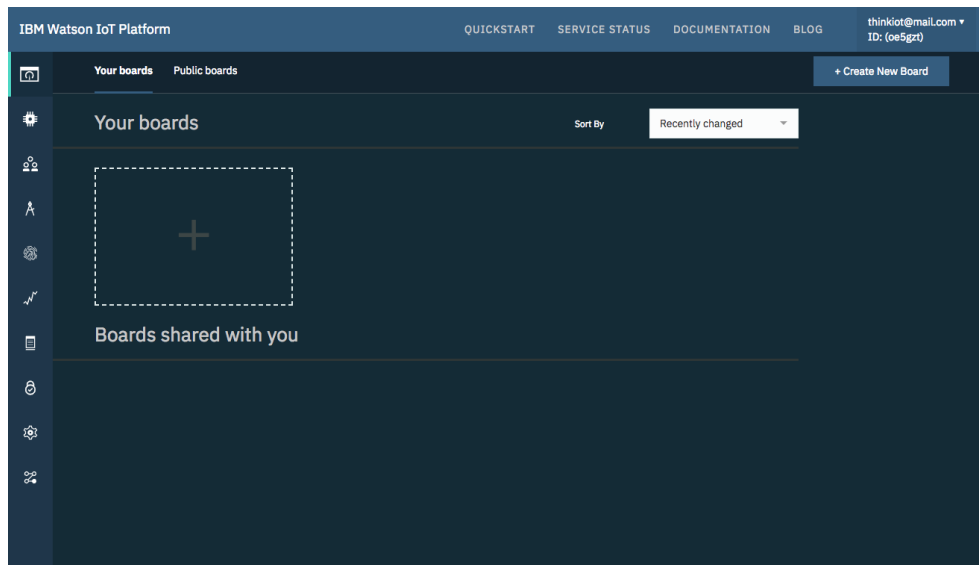 IBM Watson IoT Platform
QUICKSTART SERVICE STATUS DOCUMENTATION BLOG
thinkiot@mail.com ▾
ID: (oe5gzt)
Your boards Public boards
+ Create New Board
Your boards
Sort By
Recently changed
Boards shared with you